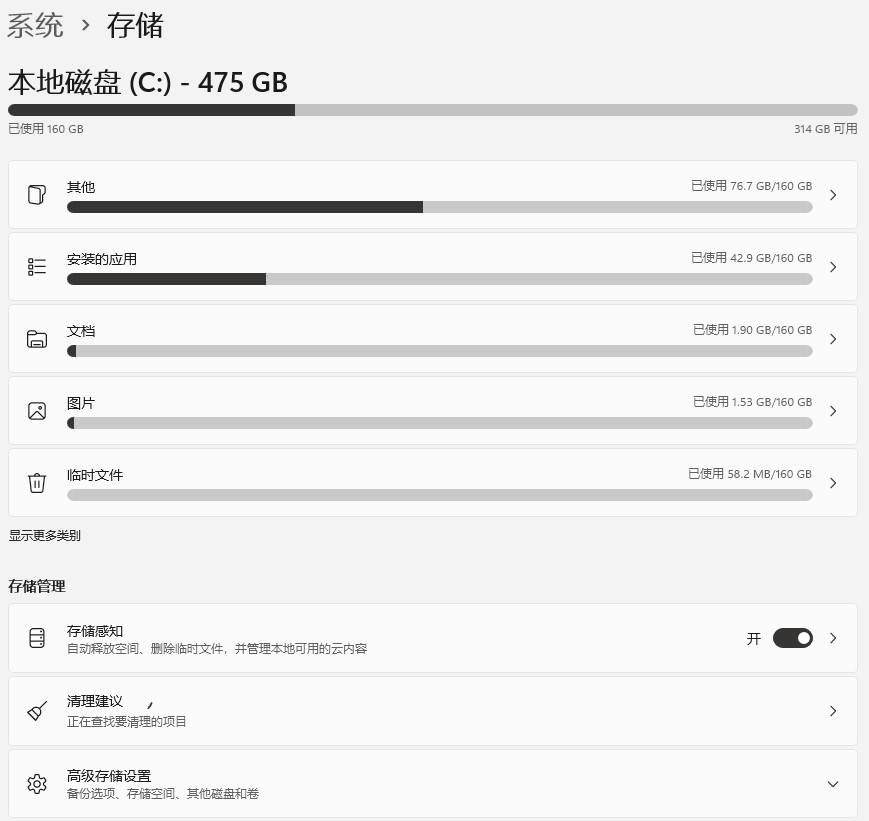 系统 › 存储
本地磁盘 (C:) - 475 GB
已使用 160 GB 314 GB 可用
其他 已使用 76.7 GB/160 GB
安装的应用 已使用 42.9 GB/160 GB
文档 已使用 1.90 GB/160 GB
图片 已使用 1.53 GB/160 GB
临时文件 已使用 58.2 MB/160 GB
显示更多类别
存储管理
存储感知
自动释放空间、删除临时文件，并管理本地可用的云内容
开
清理建议
正在查找要清理的项目
高级存储设置
备份选项、存储空间、其他磁盘和卷